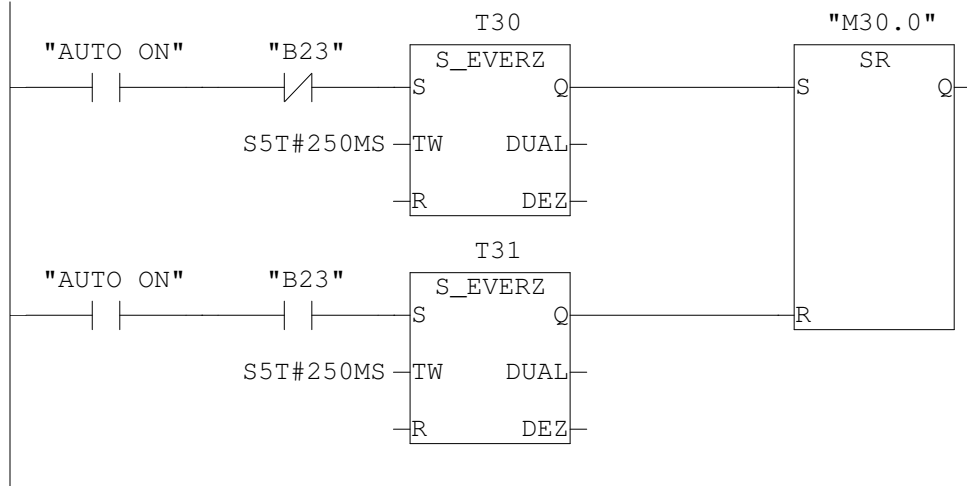 T30 "M30.0"
"AUTO ON" "B23" S_EVERZ SR
S Q S Q
S5T#250MS TW DUAL
R DEZ
T31
"AUTO ON" "B23" S_EVERZ
S Q R
S5T#250MS TW DUAL
R DEZ